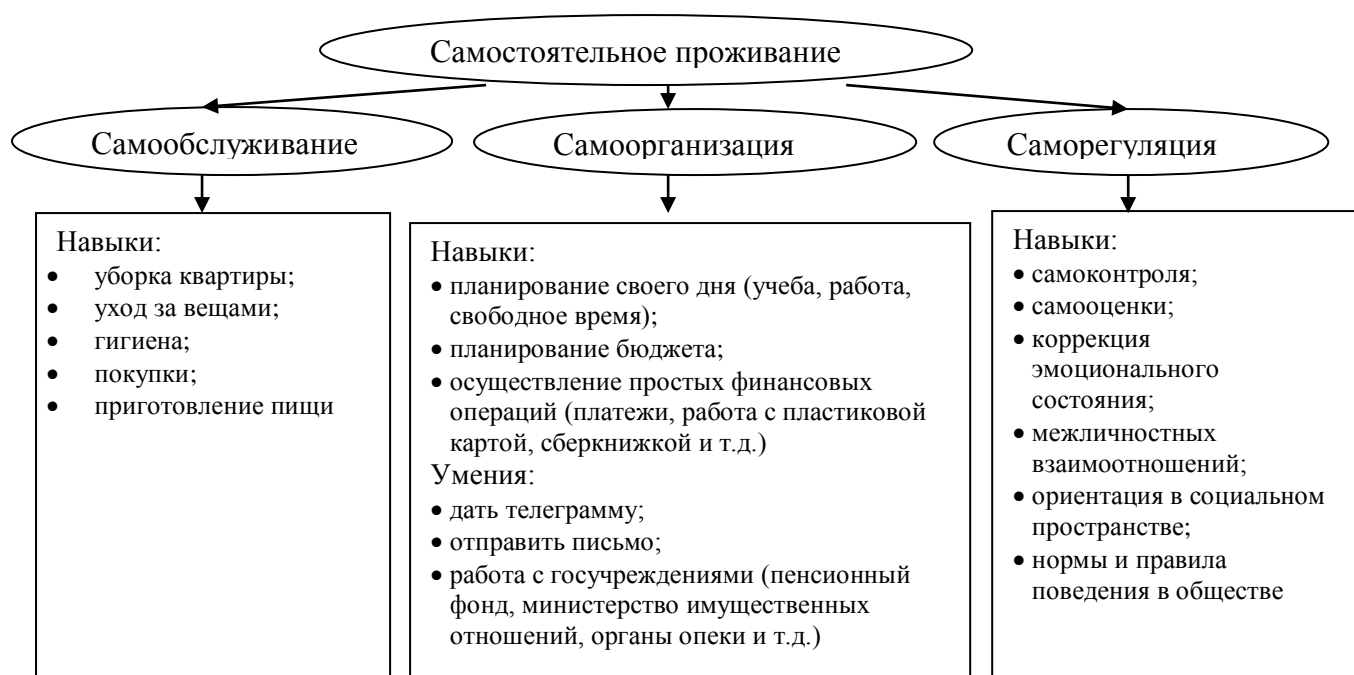 Самостоятельное проживание
Самообслуживание
Самоорганизация
Саморегуляция
Навыки:
• уборка квартиры;
• уход за вещами;
• гигиена;
• покупки;
• приготовление пищи
Навыки:
• планирование своего дня (учеба, работа,
свободное время);
• планирование бюджета;
• осуществление простых финансовых
операций (платежи, работа с пластиковой
картой, сберкнижкой и т.д.)
Умения:
• дать телеграмму;
• отправить письмо;
• работа с госучреждениями (пенсионный
фонд, министерство имущественных
отношений, органы опеки и т.д.)
Навыки:
• самоконтроля;
• самооценки;
• коррекция
эмоционального
состояния;
• межличностных
взаимоотношений;
• ориентация в социальном
пространстве;
• нормы и правила
поведения в обществе